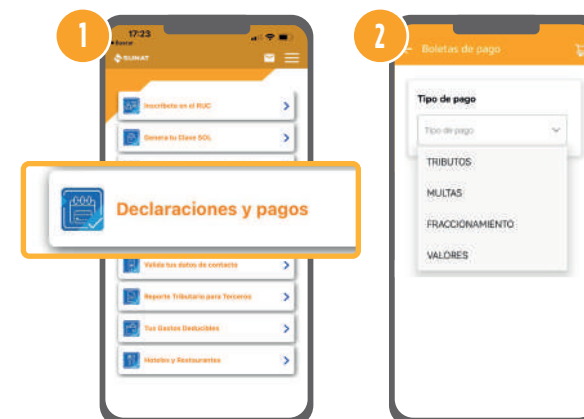 1
17:23
Buscar
SUNAT
Inscríbete en el RUC
Genera tu Clave SOL
Declaraciones y pagos
Valida tus datos de contacto
Reporte Tributario para Terceros
Tus Gastos Deducibles
Hoteles y Restaurantes
2
Boletas de pago
Tipo de pago
Tipo de pago
TRIBUTOS
MULTAS
FRACCIONAMIENTO
VALORES